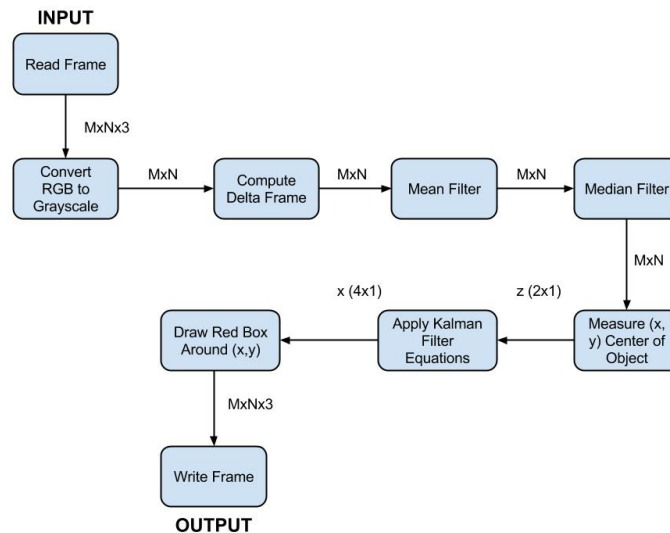 INPUT
Read Frame
MxNx3
Convert
RGB to
Grayscale
MxN
Compute
Delta Frame
MxN
Mean Filter
MxN
Median Filter
MxN
Measure (x,
y) Center of
Object
z (2x1)
Apply Kalman
Filter
Equations
x (4x1)
Draw Red Box
Around (x,y)
MxNx3
Write Frame
OUTPUT